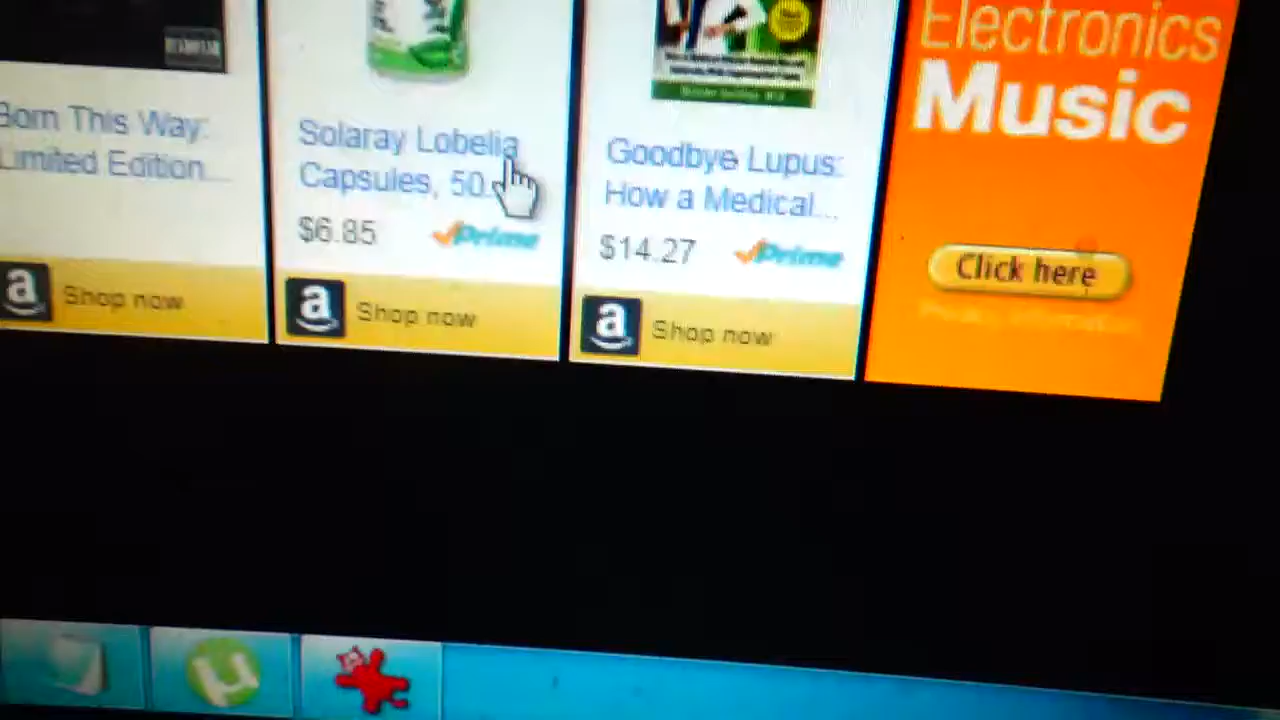 Born This Way:
Limited Edition...
Solaray Lobelia
Capsules, 50
$6.85
Prime
Goodbye Lupus:
How a Medical...
$14.27
Prime
a Shop now
a Shop now
a Shop now
Electronics
Music
Click here